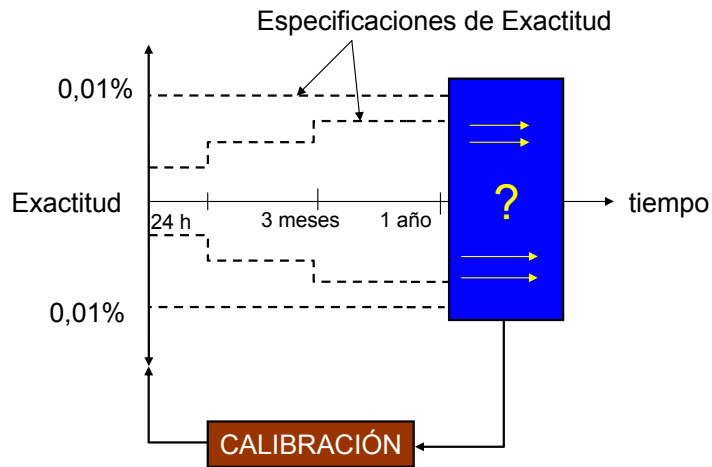 Especificaciones de Exactitud
0,01%
Exactitud
24 h
3 meses
1 año
?
tiempo
0,01%
CALIBRACIÓN